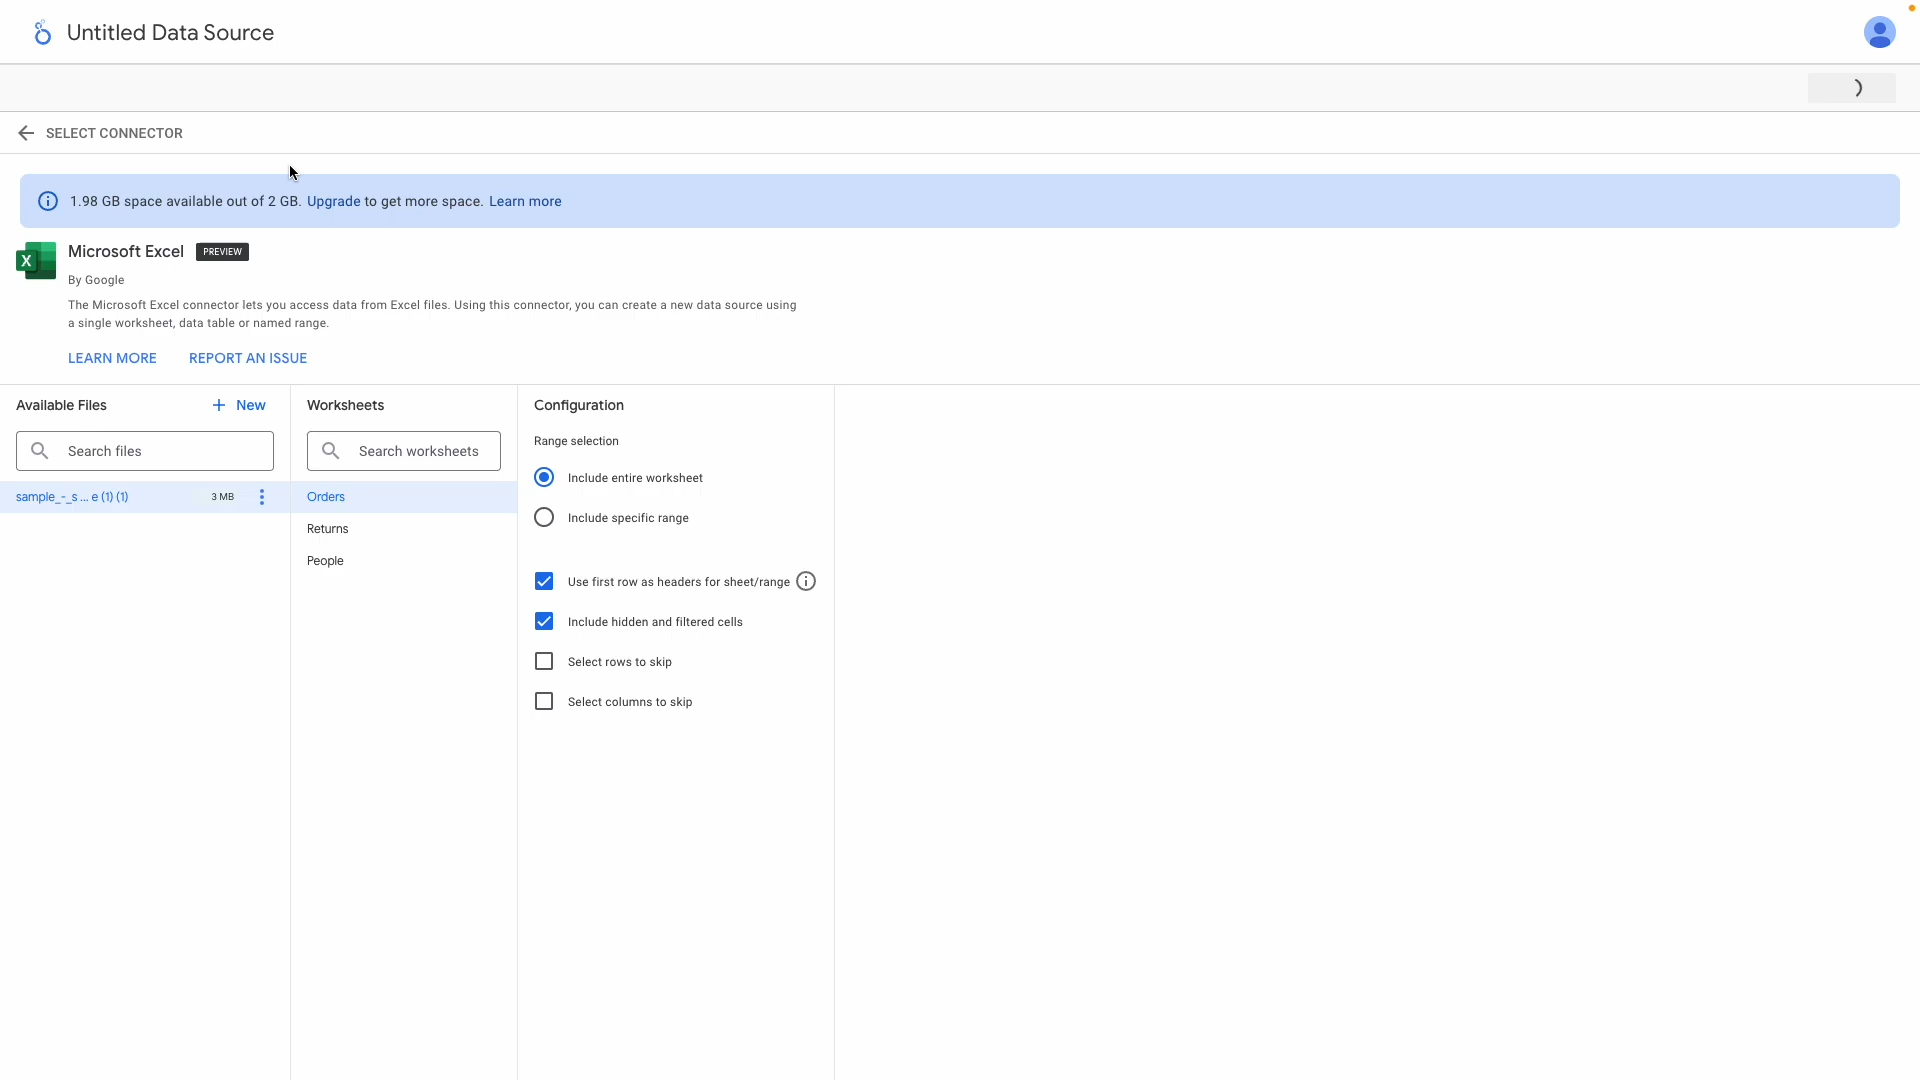 Untitled Data Source
SELECT CONNECTOR
1.98 GB space available out of 2 GB. Upgrade to get more space. Learn more
Microsoft Excel PREVIEW
By Google
The Microsoft Excel connector lets you access data from Excel files. Using this connector, you can create a new data source using
a single worksheet, data table or named range.
LEARN MORE REPORT AN ISSUE
Available Files + New
Search files
sample_-_s ... e (1) (1) 3 MB
Worksheets
Search worksheets
Orders
Returns
People
Configuration
Range selection
Include entire worksheet
Include specific range
Use first row as headers for sheet/range
Include hidden and filtered cells
Select rows to skip
Select columns to skip